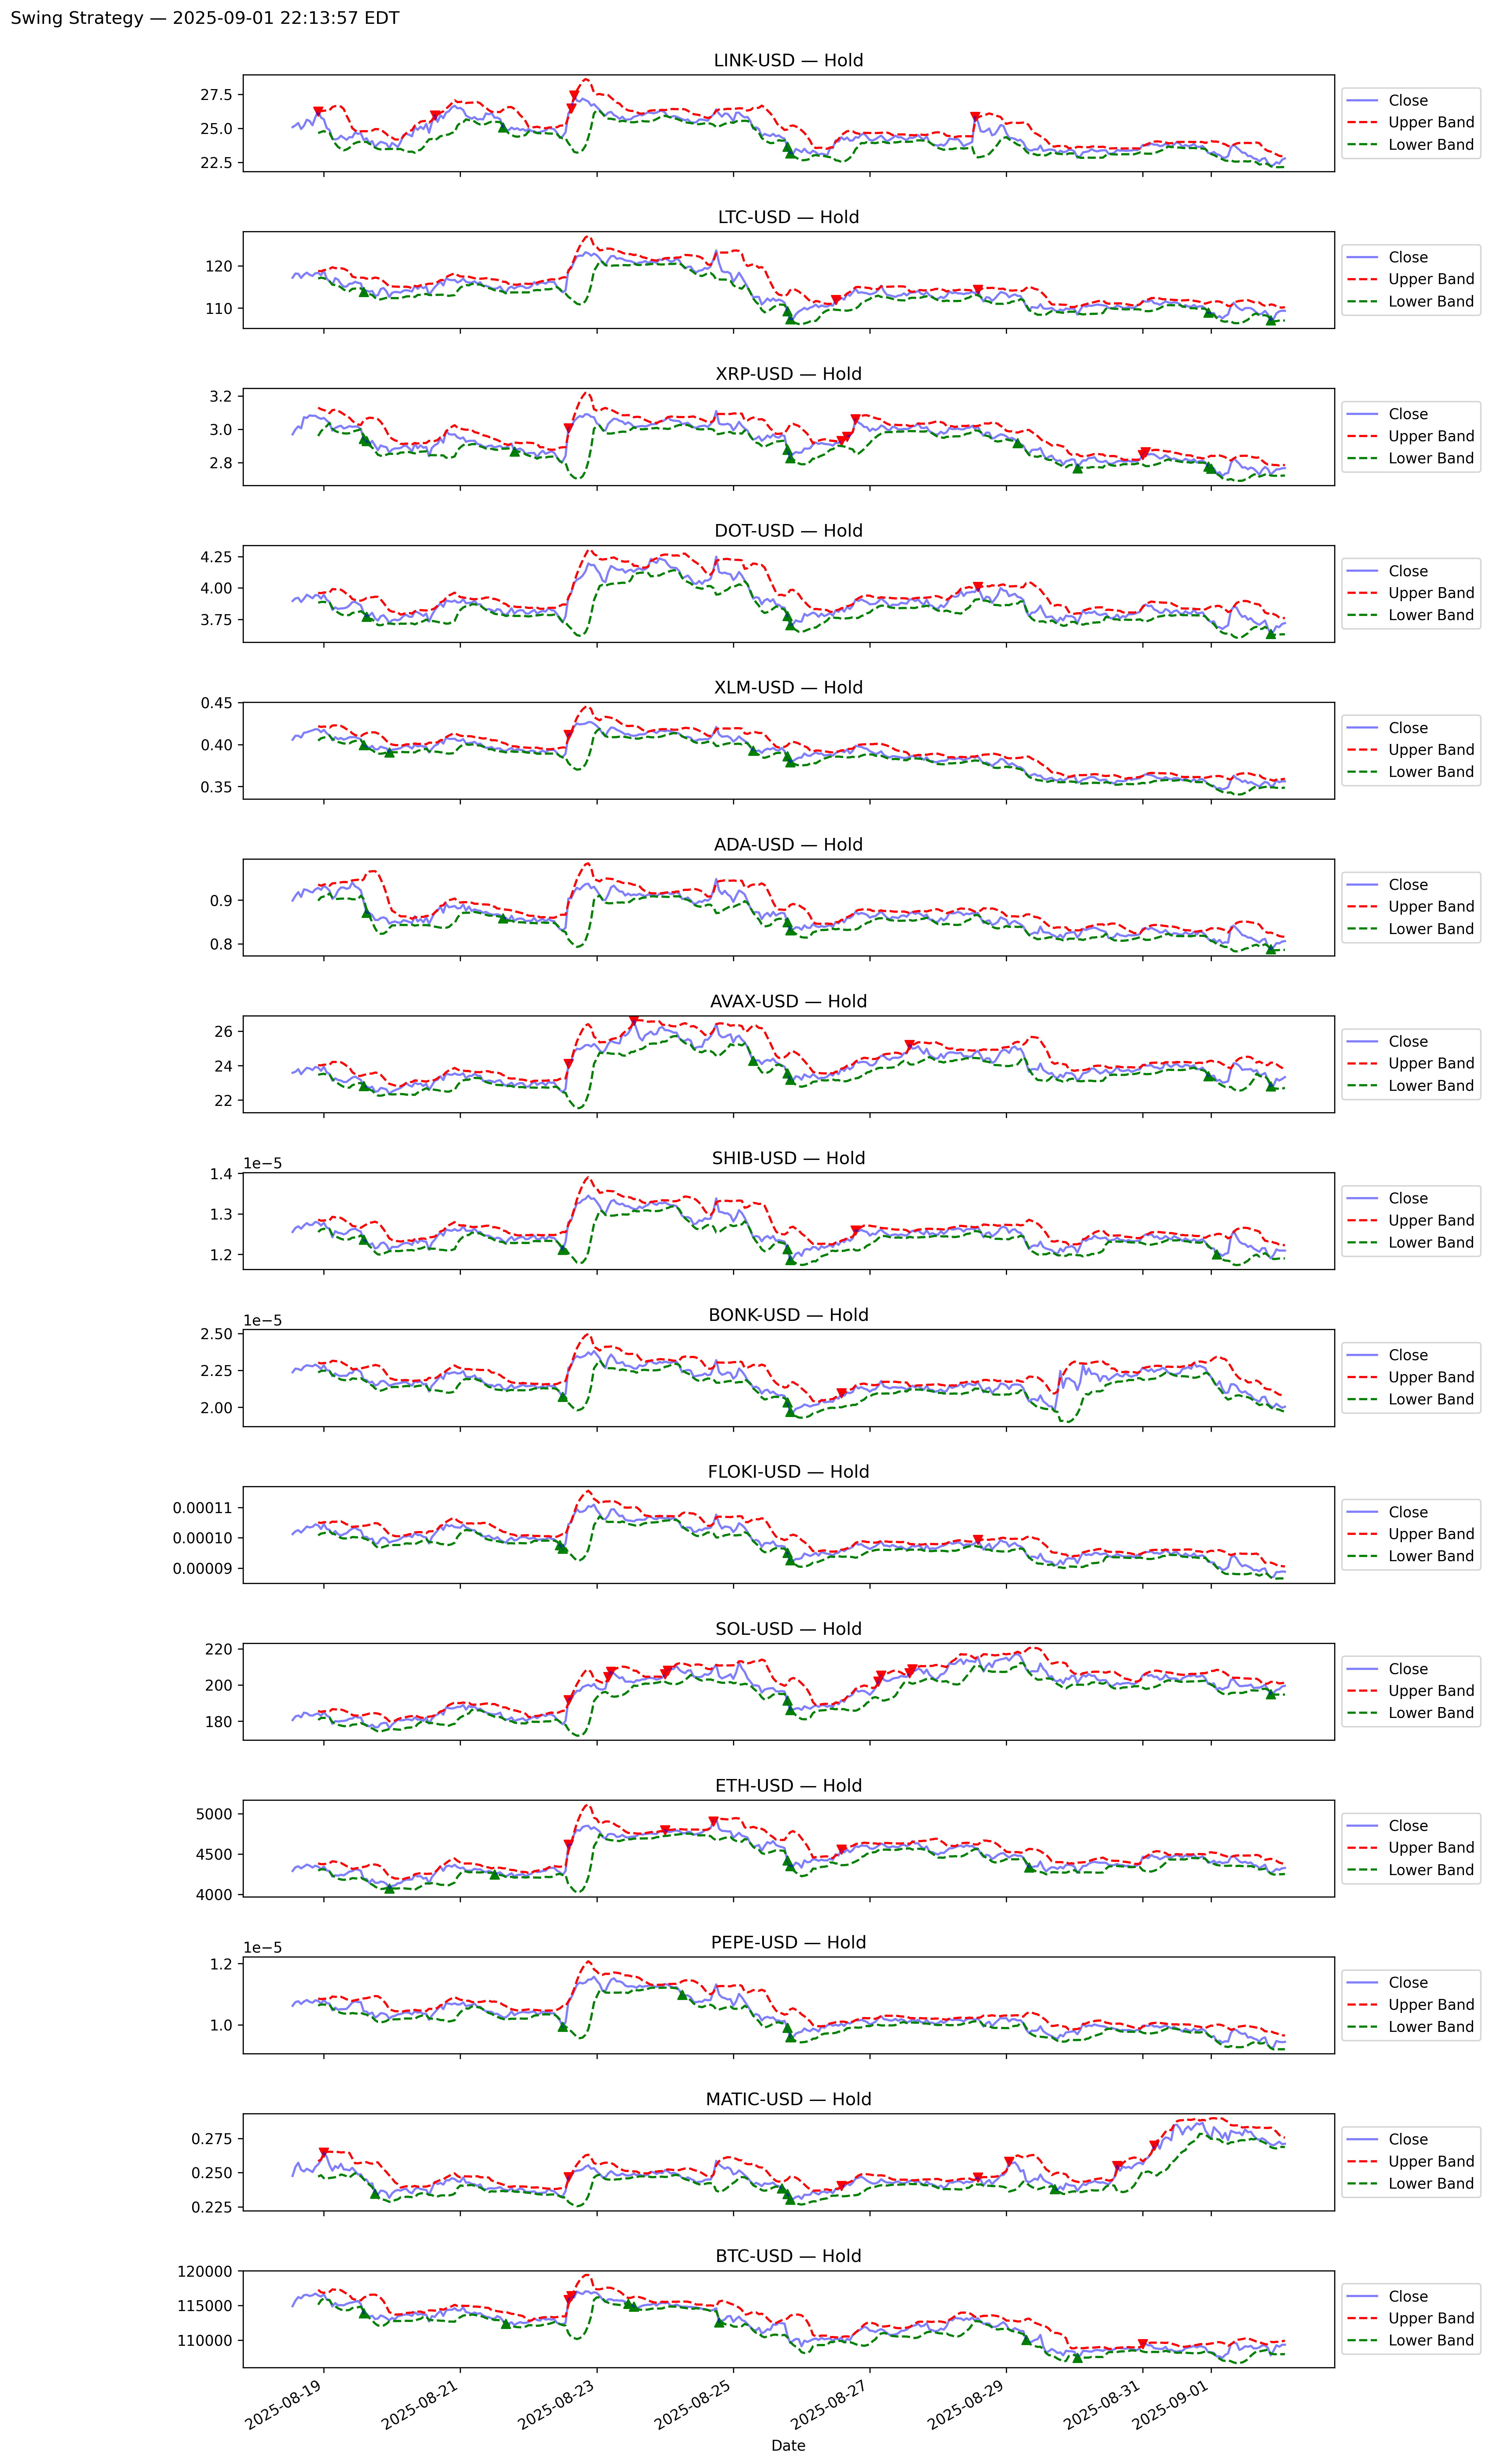 Swing Strategy — 2025-09-01 22:13:57 EDT
LINK-USD — Hold
27.5
25.0
22.5
Close
Upper Band
Lower Band
LTC-USD — Hold
120
110
Close
Upper Band
Lower Band
XRP-USD — Hold
3.2
3.0
2.8
Close
Upper Band
Lower Band
DOT-USD — Hold
4.25
4.00
3.75
Close
Upper Band
Lower Band
XLM-USD — Hold
0.45
0.40
0.35
Close
Upper Band
Lower Band
ADA-USD — Hold
0.9
0.8
Close
Upper Band
Lower Band
AVAX-USD — Hold
26
24
22
Close
Upper Band
Lower Band
SHIB-USD — Hold
1e−5
1.4
1.3
1.2
Close
Upper Band
Lower Band
BONK-USD — Hold
1e−5
2.50
2.25
2.00
Close
Upper Band
Lower Band
FLOKI-USD — Hold
0.00011
0.00010
0.00009
Close
Upper Band
Lower Band
SOL-USD — Hold
220
200
180
Close
Upper Band
Lower Band
ETH-USD — Hold
5000
4500
4000
Close
Upper Band
Lower Band
PEPE-USD — Hold
1e−5
1.2
1.0
Close
Upper Band
Lower Band
MATIC-USD — Hold
0.275
0.250
0.225
Close
Upper Band
Lower Band
BTC-USD — Hold
120000
115000
110000
Close
Upper Band
Lower Band
2025-08-19
2025-08-21
2025-08-23
2025-08-25
2025-08-27
2025-08-29
2025-08-31
2025-09-01
Date